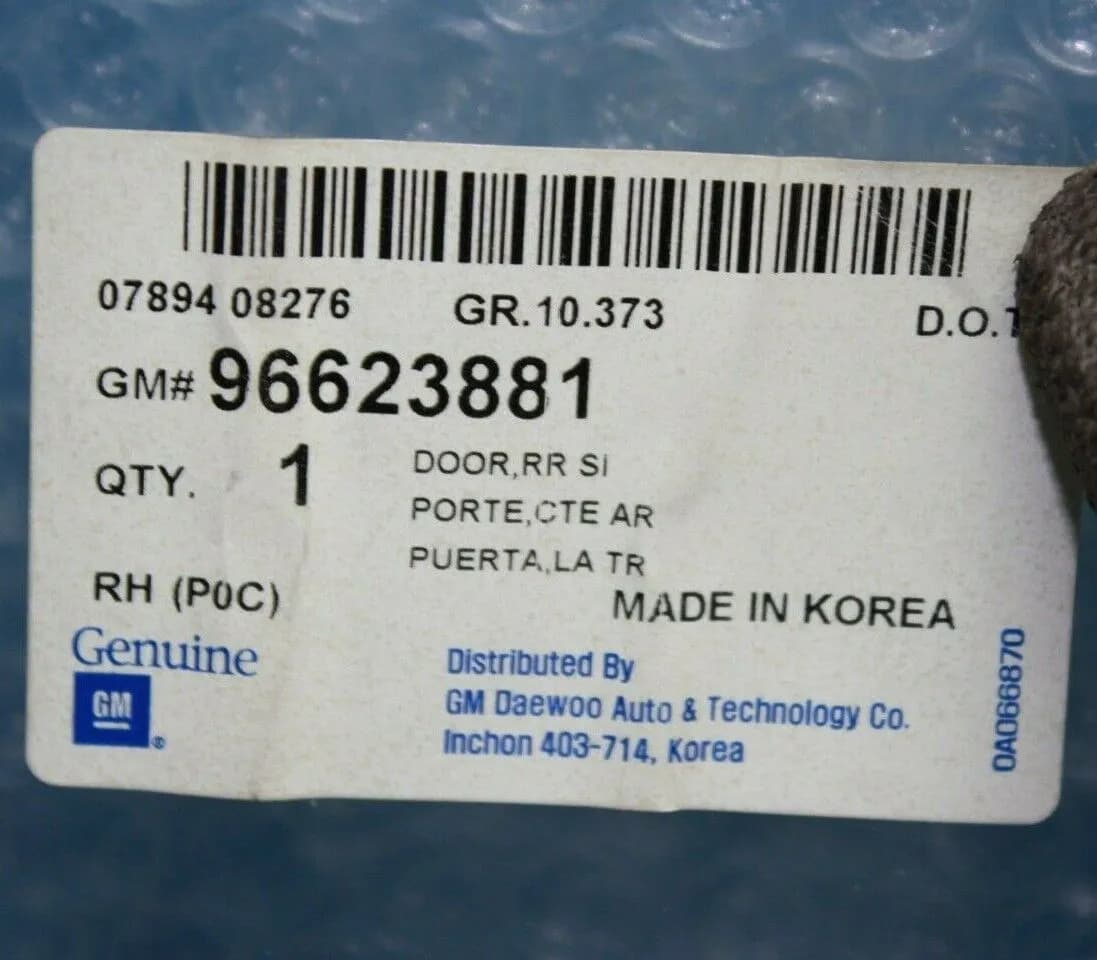 07894 08276 GR.10.373 D.O.T
GM# 96623881
QTY. 1 DOOR,RR SI
PORTE,CTE AR
PUERTA,LA TR
RH (P0C)
MADE IN KOREA
Genuine
GM ®
Distributed By
GM Daewoo Auto & Technology Co.
Inchon 403-714, Korea
0A066870